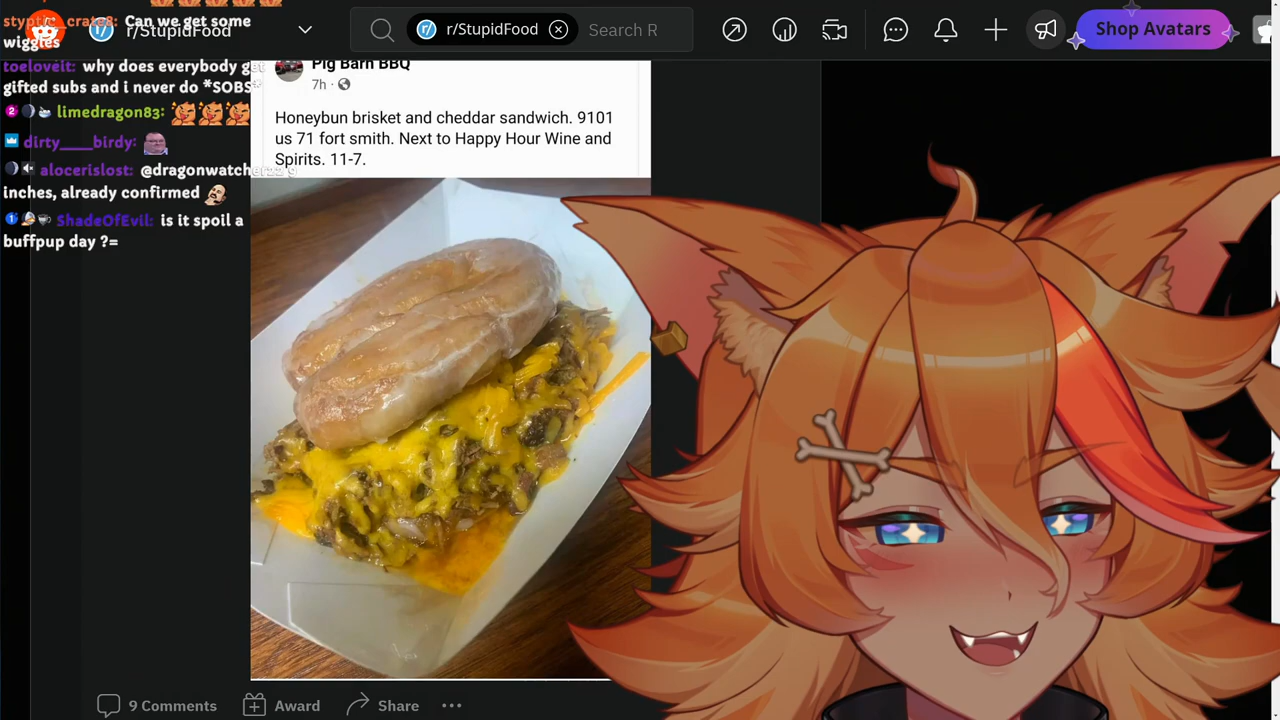 styptic_crate8: Can we get some
wiggles
toeloveit: why does everybody get
gifted subs and i never do *SOBS*
limedragon83:
dirty____birdy:
alocerislost: @dragonwatcherzz 9
inches, already confirmed
ShadeOfEvil: is it spoil a
buffpup day ?=
r/StupidFood
r/StupidFood
Search R
Shop Avatars
Pig Barn BBQ
7h ·
Honeybun brisket and cheddar sandwich. 9101
us 71 fort smith. Next to Happy Hour Wine and
Spirits. 11-7.
9 Comments
Award
Share